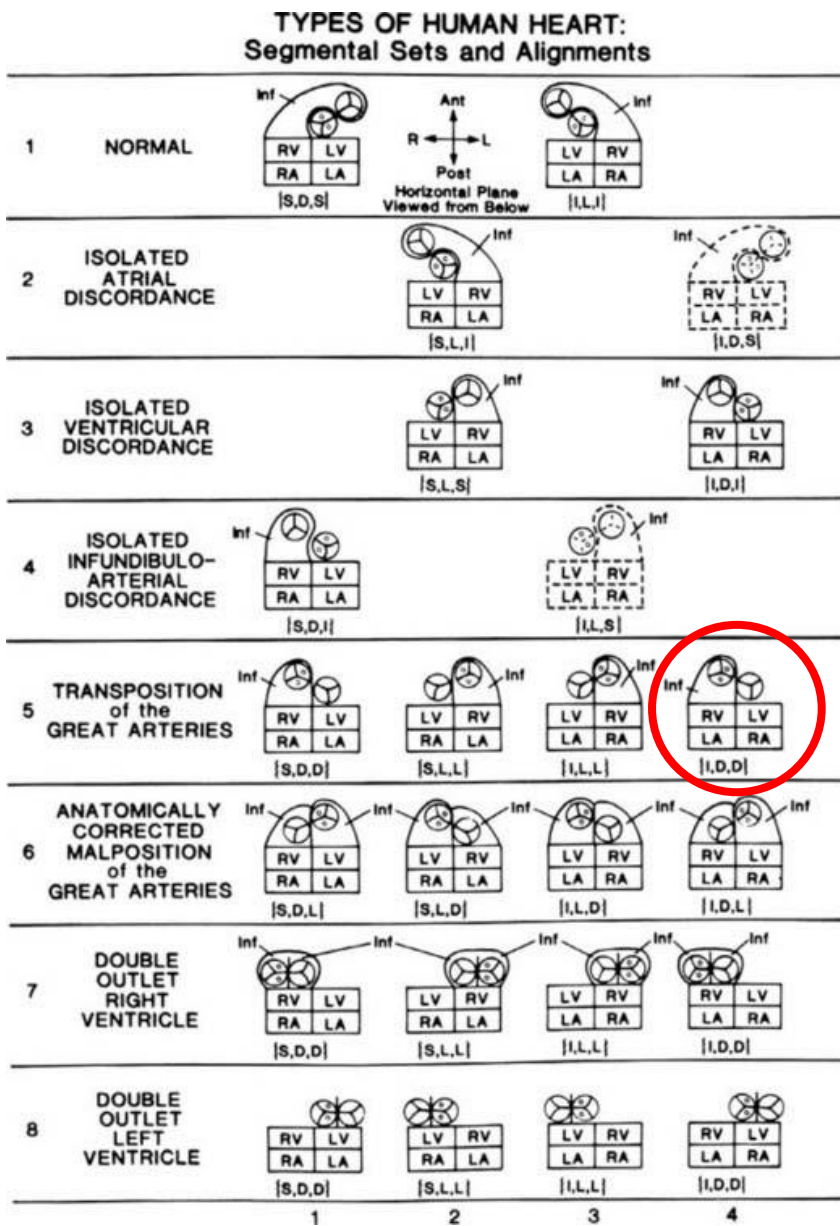 TYPES OF HUMAN HEART:
Segmental Sets and Alignments
1 NORMAL
Inf
RV LV
RA LA
{S,D,S}
Ant
R L
Post
Horizontal Plane
Viewed from Below
Inf
LV RV
LA RA
{I,L,I}
2 ISOLATED
ATRIAL
DISCORDANCE
Inf
LV RV
RA LA
{S,L,I}
Inf
RV LV
LA RA
{I,D,S}
3 ISOLATED
VENTRICULAR
DISCORDANCE
Inf
LV RV
RA LA
{S,L,S}
Inf
RV LV
LA RA
{I,D,I}
4 ISOLATED
INFUNDIBULO-
ARTERIAL
DISCORDANCE
Inf
RV LV
RA LA
{S,D,I}
Inf
LV RV
LA RA
{I,L,S}
5 TRANSPOSITION
of the
GREAT ARTERIES
Inf
RV LV
RA LA
{S,D,D}
Inf
LV RV
RA LA
{S,L,L}
Inf
LV RV
LA RA
{I,L,L}
Inf
RV LV
LA RA
{I,D,D}
6 ANATOMICALLY
CORRECTED
MALPOSITION
of the
GREAT ARTERIES
Inf Inf Inf Inf Inf
RV LV
RA LA
{S,D,L}
LV RV
RA LA
{S,L,D}
LV RV
LA RA
{I,L,D}
RV LV
LA RA
{I,D,L}
7 DOUBLE
OUTLET
RIGHT
VENTRICLE
Inf Inf Inf Inf Inf
RV LV
RA LA
{S,D,D}
LV RV
RA LA
{S,L,L}
LV RV
LA RA
{I,L,L}
RV LV
LA RA
{I,D,D}
8 DOUBLE
OUTLET
LEFT
VENTRICLE
RV LV
RA LA
{S,D,D}
LV RV
RA LA
{S,L,L}
LV RV
LA RA
{I,L,L}
RV LV
LA RA
{I,D,D}
1 2 3 4